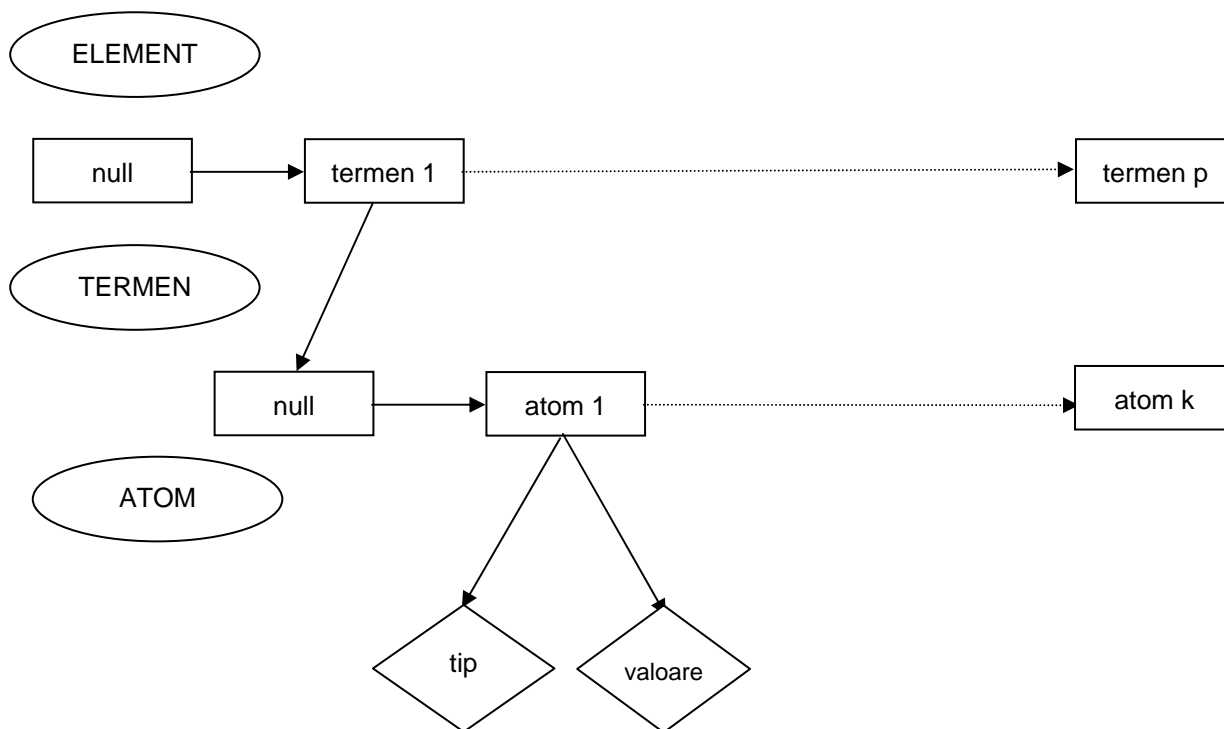 ELEMENT
null
termen 1
termen p
TERMEN
null
atom 1
atom k
ATOM
tip
valoare